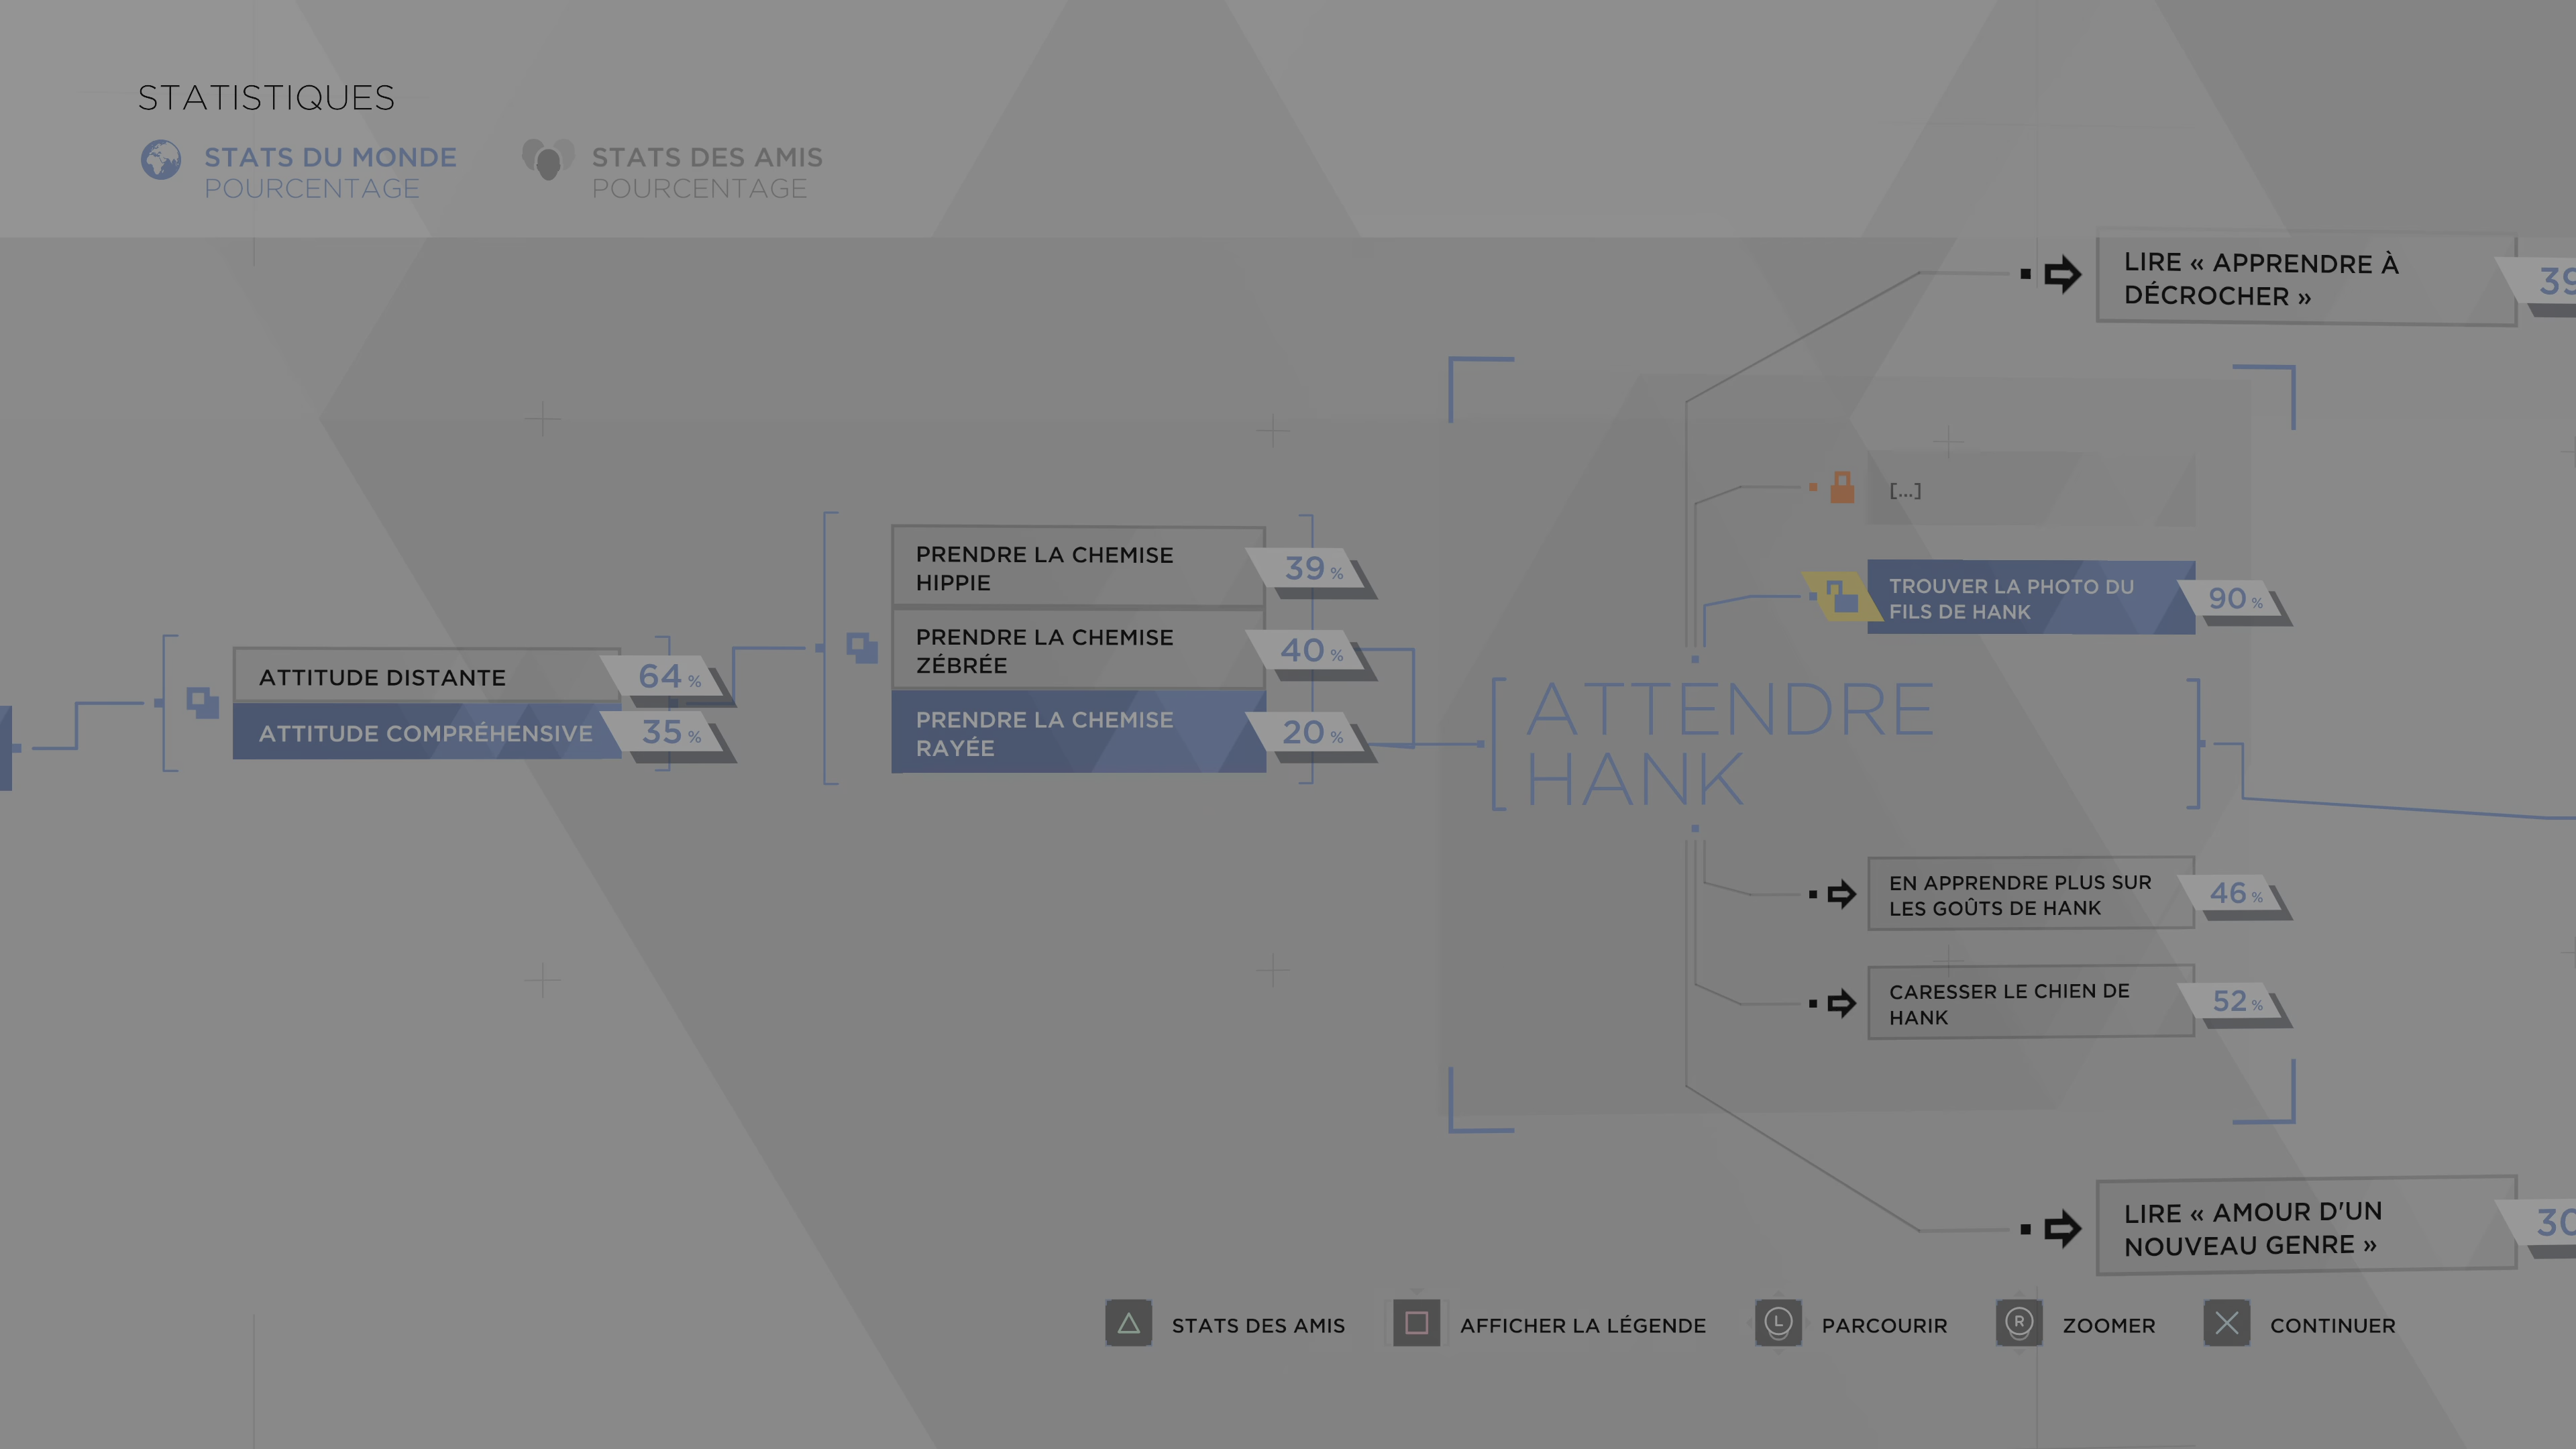 STATISTIQUES
STATS DU MONDE
POURCENTAGE
STATS DES AMIS
POURCENTAGE
LIRE « APPRENDRE À
DÉCROCHER »
39
[...]
TROUVER LA PHOTO DU
FILS DE HANK
90 %
PRENDRE LA CHEMISE
HIPPIE
39 %
PRENDRE LA CHEMISE
ZÉBRÉE
40 %
PRENDRE LA CHEMISE
RAYÉE
20 %
ATTITUDE DISTANTE
64 %
ATTITUDE COMPRÉHENSIVE
35 %
ATTENDRE
HANK
EN APPRENDRE PLUS SUR
LES GOÛTS DE HANK
46 %
CARESSER LE CHIEN DE
HANK
52 %
LIRE « AMOUR D'UN
NOUVEAU GENRE »
30
STATS DES AMIS
AFFICHER LA LÉGENDE
L
PARCOURIR
R
ZOOMER
CONTINUER